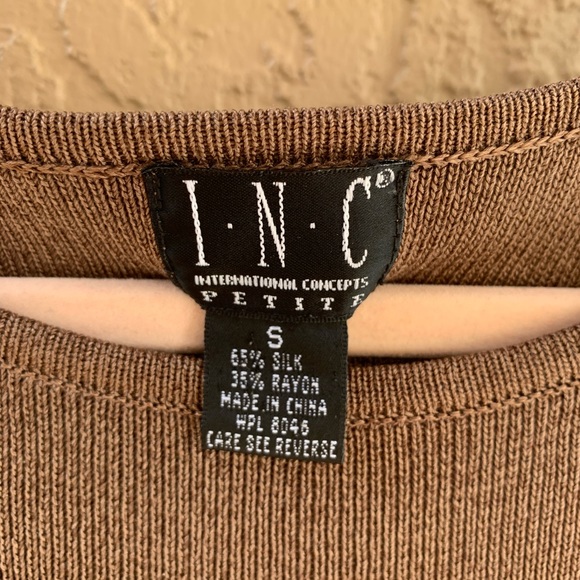 I·N·C®
INTERNATIONAL CONCEPTS
PETITE
S
65% SILK
35% RAYON
MADE IN CHINA
WPL 8046
CARE SEE REVERSE